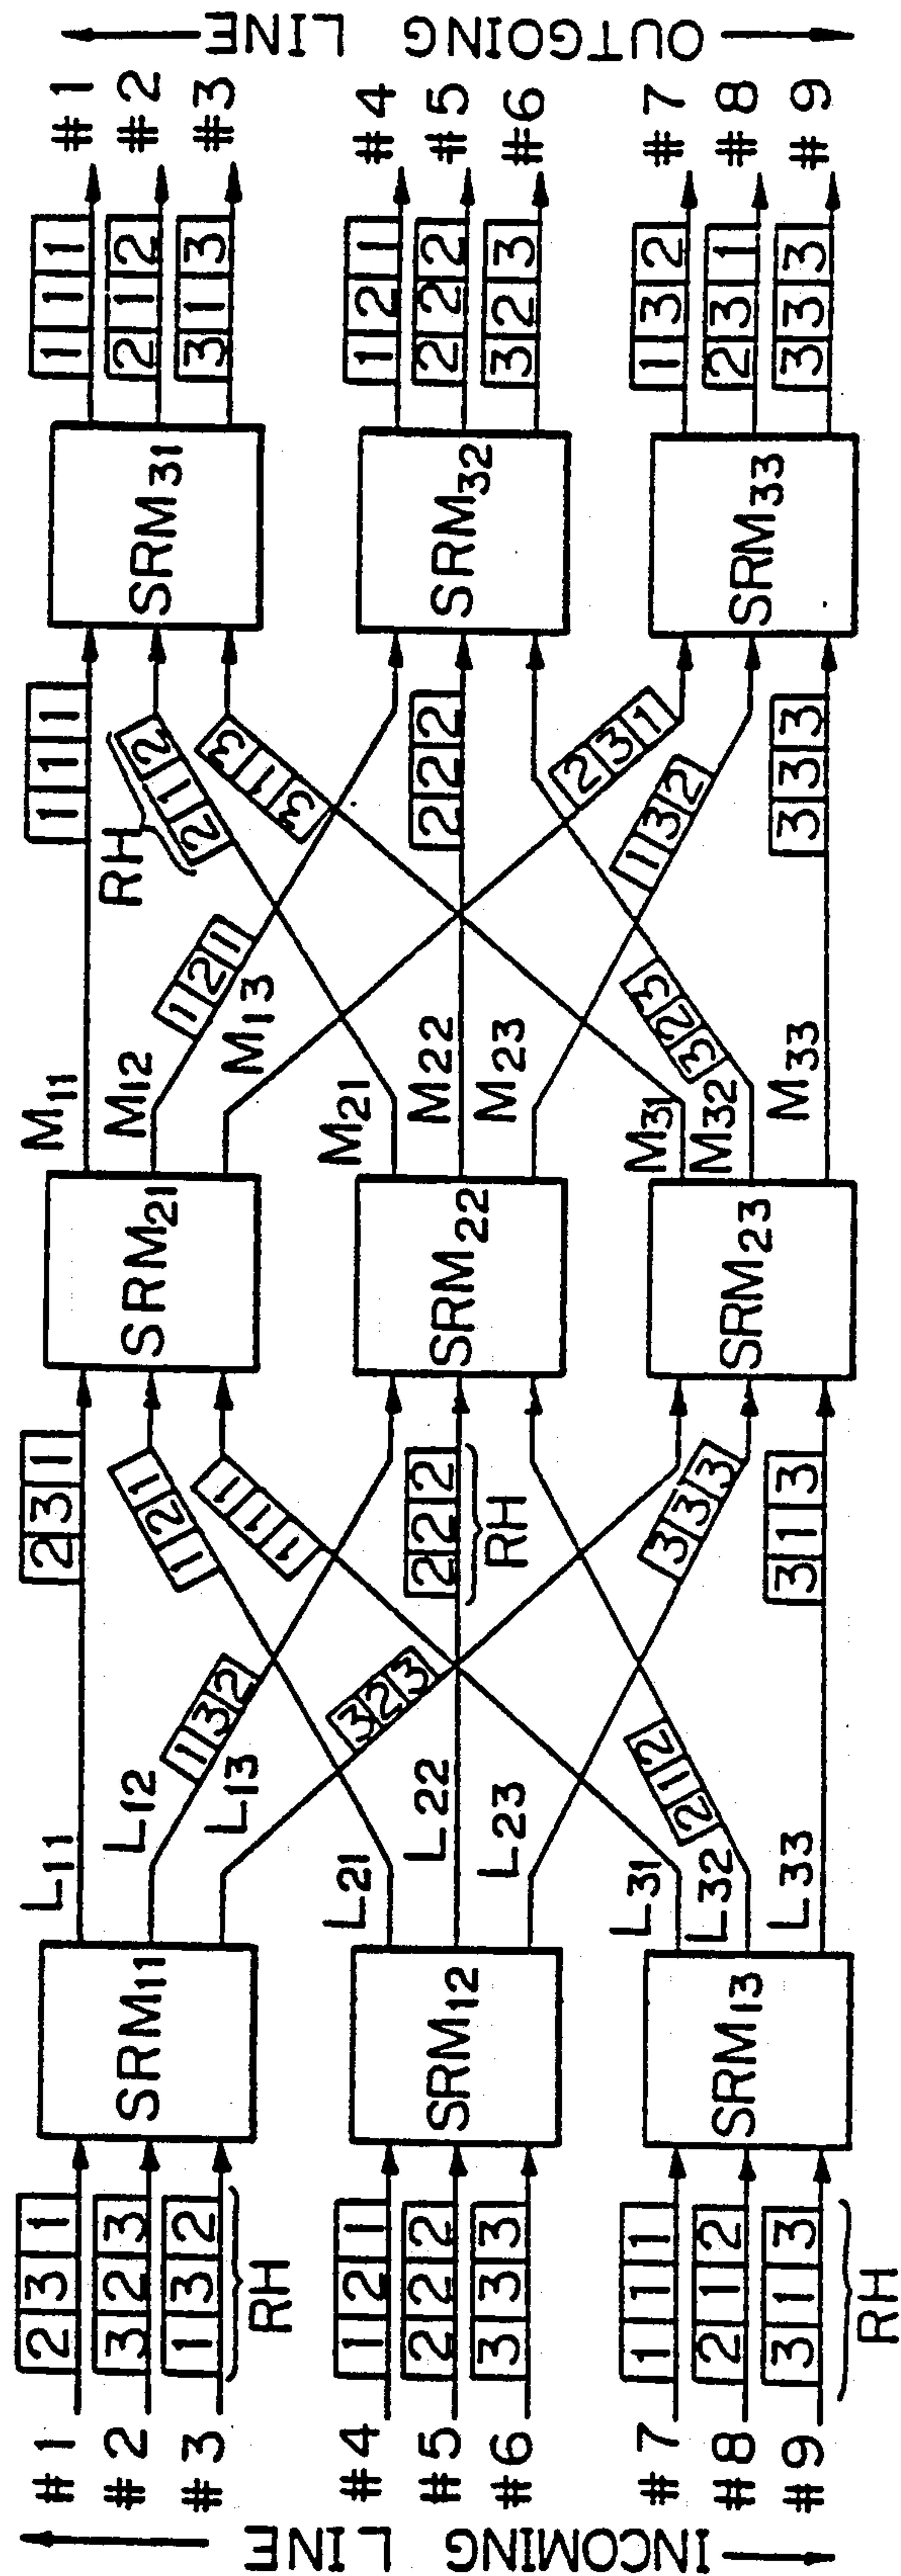 INCOMING LINE
#1 2 3 1
#2 3 2 3
#3 1 3 2
RH
#4 1 2 1
#5 2 2 2
#6 3 3 3
#7 1 1 1
#8 2 1 2
#9 3 1 3
RH
SRM11
SRM12
SRM13
L11 2 3 1
L12 1 3 2
L13 3 2 3
L21 1 2 1
L22 2 2 2
RH
L23 3 3 3
L31 1 1 1
L32 2 1 2
L33 3 1 3
SRM21
SRM22
SRM23
M11 1 1 1
M12 1 2 1
M13 2 3 1
M21 2 1 2
RH
M22 2 2 2
M23 1 3 2
M31 3 1 3
M32 3 2 3
M33 3 3 3
SRM31
SRM32
SRM33
1 1 1 #1
2 1 2 #2
3 1 3 #3
1 2 1 #4
2 2 2 #5
3 2 3 #6
1 3 2 #7
2 3 1 #8
3 3 3 #9
OUTGOING LINE